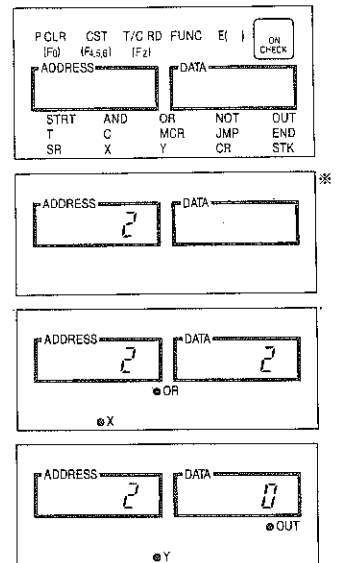 P CLR CST T/C RD FUNC E( ) ON
(F0) (F4,5,6) (F2) CHECK
ADDRESS DATA
STRT AND OR NOT OUT
T C MCR JMP END
SR X Y CR STK
※
ADDRESS DATA
2
ADDRESS DATA
2 2
OR
X
ADDRESS DATA
2 0
OUT
Y